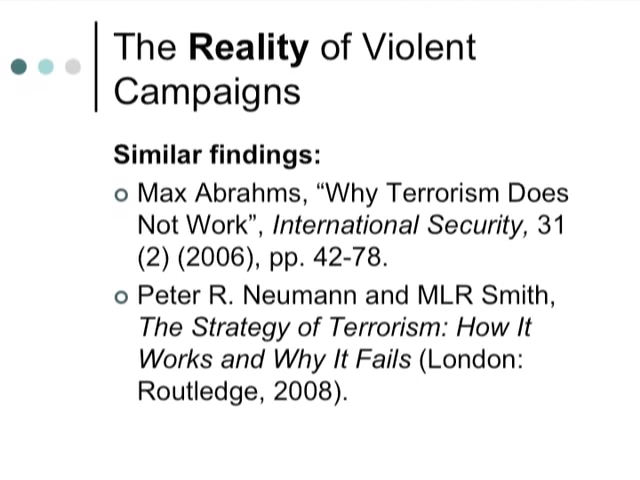 The Reality of Violent
Campaigns
Similar findings:
Max Abrahms, “Why Terrorism Does
Not Work”, International Security, 31
(2) (2006), pp. 42-78.
Peter R. Neumann and MLR Smith,
The Strategy of Terrorism: How It
Works and Why It Fails (London:
Routledge, 2008).